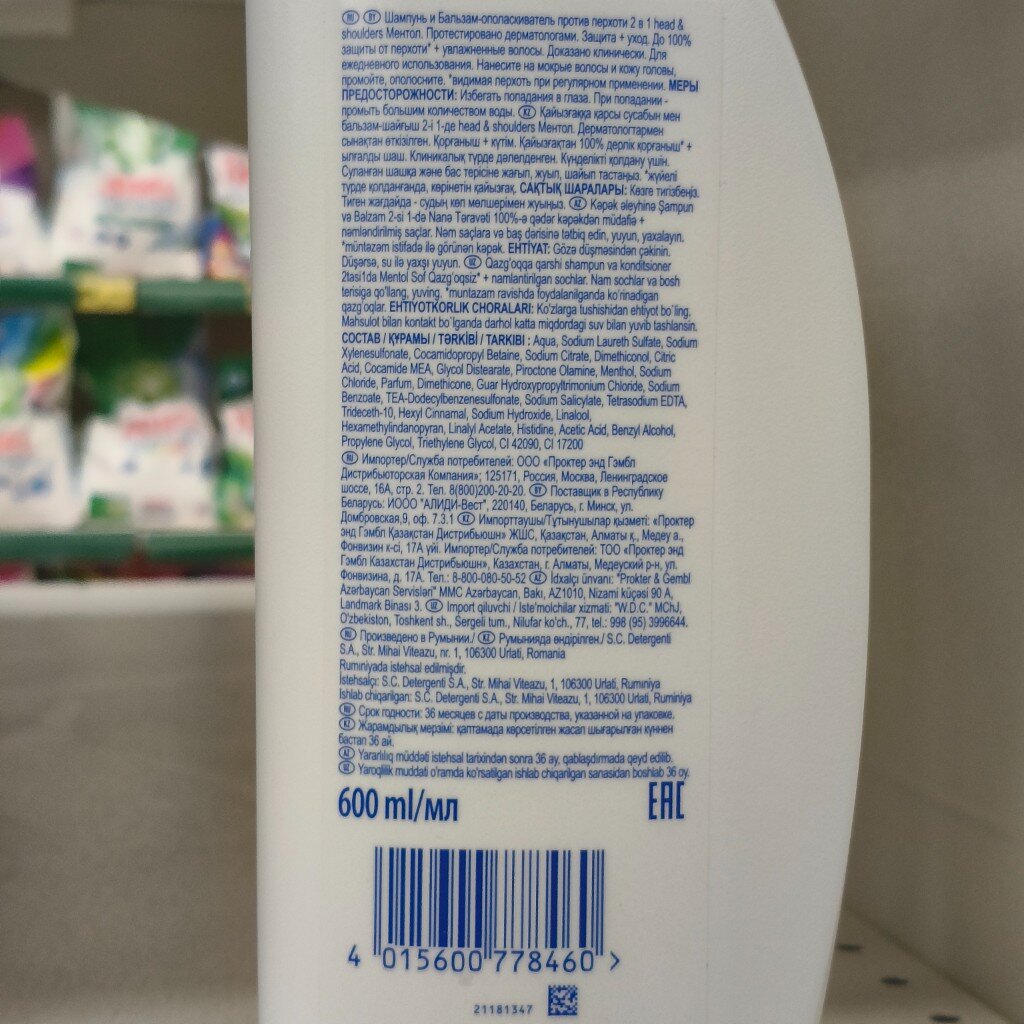 RU BY Шампунь и Бальзам-ополаскиватель против перхоти 2 в 1 head &
shoulders Ментол. Протестировано дерматологами. Защита + уход. До 100%
защиты от перхоти* + увлажненные волосы. Доказано клинически. Для
ежедневного использования. Нанесите на мокрые волосы и кожу головы,
промойте, ополосните. *видимая перхоть при регулярном применении. МЕРЫ
ПРЕДОСТОРОЖНОСТИ: Избегать попадания в глаза. При попадании -
промыть большим количеством воды. KZ Қайызғаққа қарсы сусабын мен
бальзам-шайғыш 2-і 1-де head & shoulders Ментол. Дерматологтармен
сынақтан өткізілген. Қорғаныш + күтім. Қайызғақтан 100% дерлік қорғаныш* +
ылғалды шаш. Клиникалық түрде дәлелденген. Күнделікті қолдану үшін.
Суланған шашқа және бас терісіне жағып, жуып, шайып тастаңыз. *жүйелі
түрде қолданғанда, көрінетін қайызғақ. САҚТЫҚ ШАРАЛАРЫ: Көзге тигізбеңіз.
Тиген жағдайда - судың көп мөлшерімен жуыңыз. AZ Kəpək əleyhinə Şampun
və Balzam 2-si 1-də Nanə Təravəti 100%-ə qədər kəpəkdən müdafiə +
nəmləndirilmiş saçlar. Nəm saçlara və baş dərisinə tətbiq edin, yuyun, yaxalayın.
*müntəzəm istifadə ilə görünən kəpək. EHTİYAT: Gözə düşməsindən çəkinin.
Düşərsə, su ilə yaxşı yuyun. UZ Qazg'oqqa qarshi shampun va konditsioner
2tasi1da Mentol Sof Qazg'oqsiz* + namlantirilgan sochlar. Nam sochlar va bosh
terisiga qo'llang, yuving. *muntazam ravishda foydalanilganda ko'rinadigan
qazg'oqlar. EHTIYOTKORLIK CHORALARI: Ko'zlarga tushishidan ehtiyot bo`ling.
Mahsulot bilan kontakt bo`lganda darhol katta miqdordagi suv bilan yuvib tashlansin.
СОСТАВ / ҚҰРАМЫ / TƏRKİBİ / TARKIBI : Aqua, Sodium Laureth Sulfate, Sodium
Xylenesulfonate, Cocamidopropyl Betaine, Sodium Citrate, Dimethiconol, Citric
Acid, Cocamide MEA, Glycol Distearate, Piroctone Olamine, Menthol, Sodium
Chloride, Parfum, Dimethicone, Guar Hydroxypropyltrimonium Chloride, Sodium
Benzoate, TEA-Dodecylbenzenesulfonate, Sodium Salicylate, Tetrasodium EDTA,
Trideceth-10, Hexyl Cinnamal, Sodium Hydroxide, Linalool,
Hexamethylindanopyran, Linalyl Acetate, Histidine, Acetic Acid, Benzyl Alcohol,
Propylene Glycol, Triethylene Glycol, CI 42090, CI 17200
RU Импортер/Служба потребителей: ООО «Проктер энд Гэмбл
Дистрибьюторская Компания»; 125171, Россия, Москва, Ленинградское
шоссе, 16А, стр. 2. Тел. 8(800)200-20-20. BY Поставщик в Республику
Беларусь: ИООО "АЛИДИ-Вест", 220140, Беларусь, г. Минск, ул.
Домбровская,9, оф. 7.3.1 KZ Импорттаушы/Тұтынушылар қызметі: «Проктер
энд Гэмбл Қазақстан Дистрибьюшн» ЖШС, Қазақстан, Алматы қ., Медеу а.,
Фонвизин к-сі, 17А үйі. Импортер/Служба потребителей: ТОО «Проктер энд
Гэмбл Казахстан Дистрибьюшн», Казахстан, г. Алматы, Медеуский р-н, ул.
Фонвизина, д. 17А. Тел.: 8-800-080-50-52 AZ İdxalçı ünvanı: "Prokter & Gembl
Azərbaycan Servisləri" MMC Azərbaycan, Bakı, AZ1010, Nizami küçəsi 90 A,
Landmark Binası 3. UZ Import qiluvchi / Iste'molchilar xizmati: "W.D.C." MChJ,
O'zbekiston, Toshkent sh., Sergeli tum., Nilufar ko'ch., 77, tel.: 998 (95) 3996644.
RU Произведено в Румынии./ KZ Румынияда өндірілген./ S.C. Detergenti
S.A., Str. Mihai Viteazu, nr. 1, 106300 Urlati, Romania
Rumıniyada istehsal edilmişdir.
İstehsalçı: S.C. Detergenti S.A., Str. Mihai Viteazu, 1, 106300 Urlati, Rumıniya
Ishlab chiqarilgan: S.C. Detergenti S.A., Str. Mihai Viteazu, 1, 106300 Urlati, Ruminiya
RU Срок годности: 36 месяцев с даты производства, указанной на упаковке.
KZ Жарамдылық мерзімі: қаптамада көрсетілген жасап шығарылған күннен
бастап 36 ай.
AZ Yararlılıq müddəti istehsal tarixindən sonra 36 ay, qablaşdırmada qeyd edilib.
UZ Yaroqlilik muddati o'ramda ko'rsatilgan ishlab chiqarilgan sanasidan boshlab 36 oy.
600 ml/мл
EAC
4 015600 778460 >
21181347